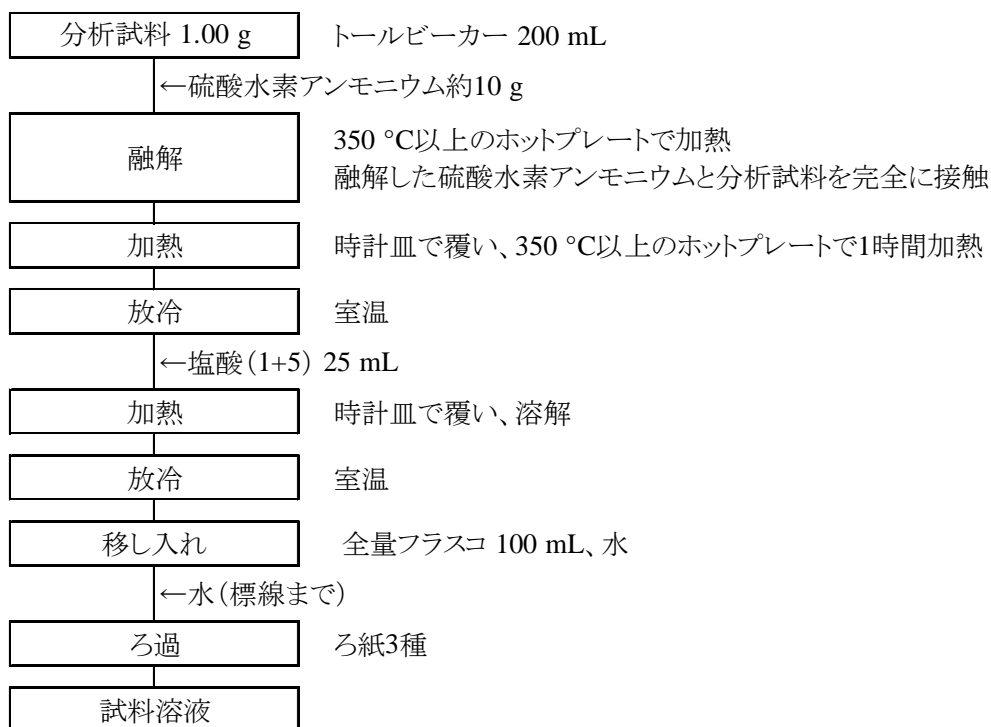 分析試料 1.00 g トールビーカー 200 mL
←硫酸水素アンモニウム約10 g
融解
350 °C以上のホットプレートで加熱
融解した硫酸水素アンモニウムと分析試料を完全に接触
加熱 時計皿で覆い、350 °C以上のホットプレートで1時間加熱
放冷 室温
←塩酸(1+5) 25 mL
加熱 時計皿で覆い、溶解
放冷 室温
移し入れ 全量フラスコ 100 mL、水
←水(標線まで)
ろ過 ろ紙3種
試料溶液